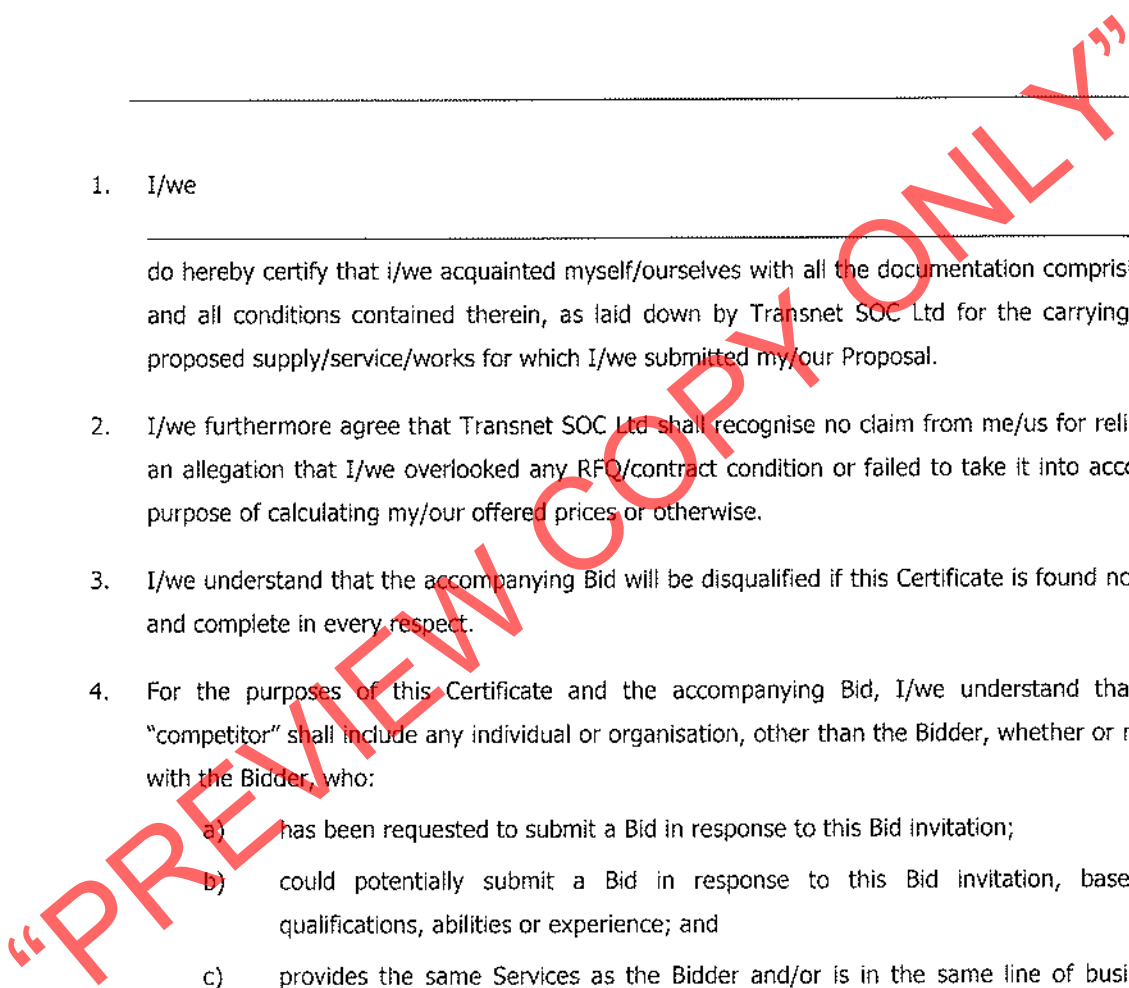 1. I/we
do hereby certify that i/we acquainted myself/ourselves with all the documentation compris
and all conditions contained therein, as laid down by Transnet SOC Ltd for the carrying
proposed supply/service/works for which I/we submitted my/our Proposal.
2. I/we furthermore agree that Transnet SOC Ltd shall recognise no claim from me/us for reli
an allegation that I/we overlooked any RFQ/contract condition or failed to take it into acc
purpose of calculating my/our offered prices or otherwise.
3. I/we understand that the accompanying Bid will be disqualified if this Certificate is found no
and complete in every respect.
4. For the purposes of this Certificate and the accompanying Bid, I/we understand tha
"competitor" shall include any individual or organisation, other than the Bidder, whether or
with the Bidder, who:
a) has been requested to submit a Bid in response to this Bid invitation;
b) could potentially submit a Bid in response to this Bid invitation, base
qualifications, abilities or experience; and
c) provides the same Services as the Bidder and/or is in the same line of busi
“PREVIEW COPY ONLY”